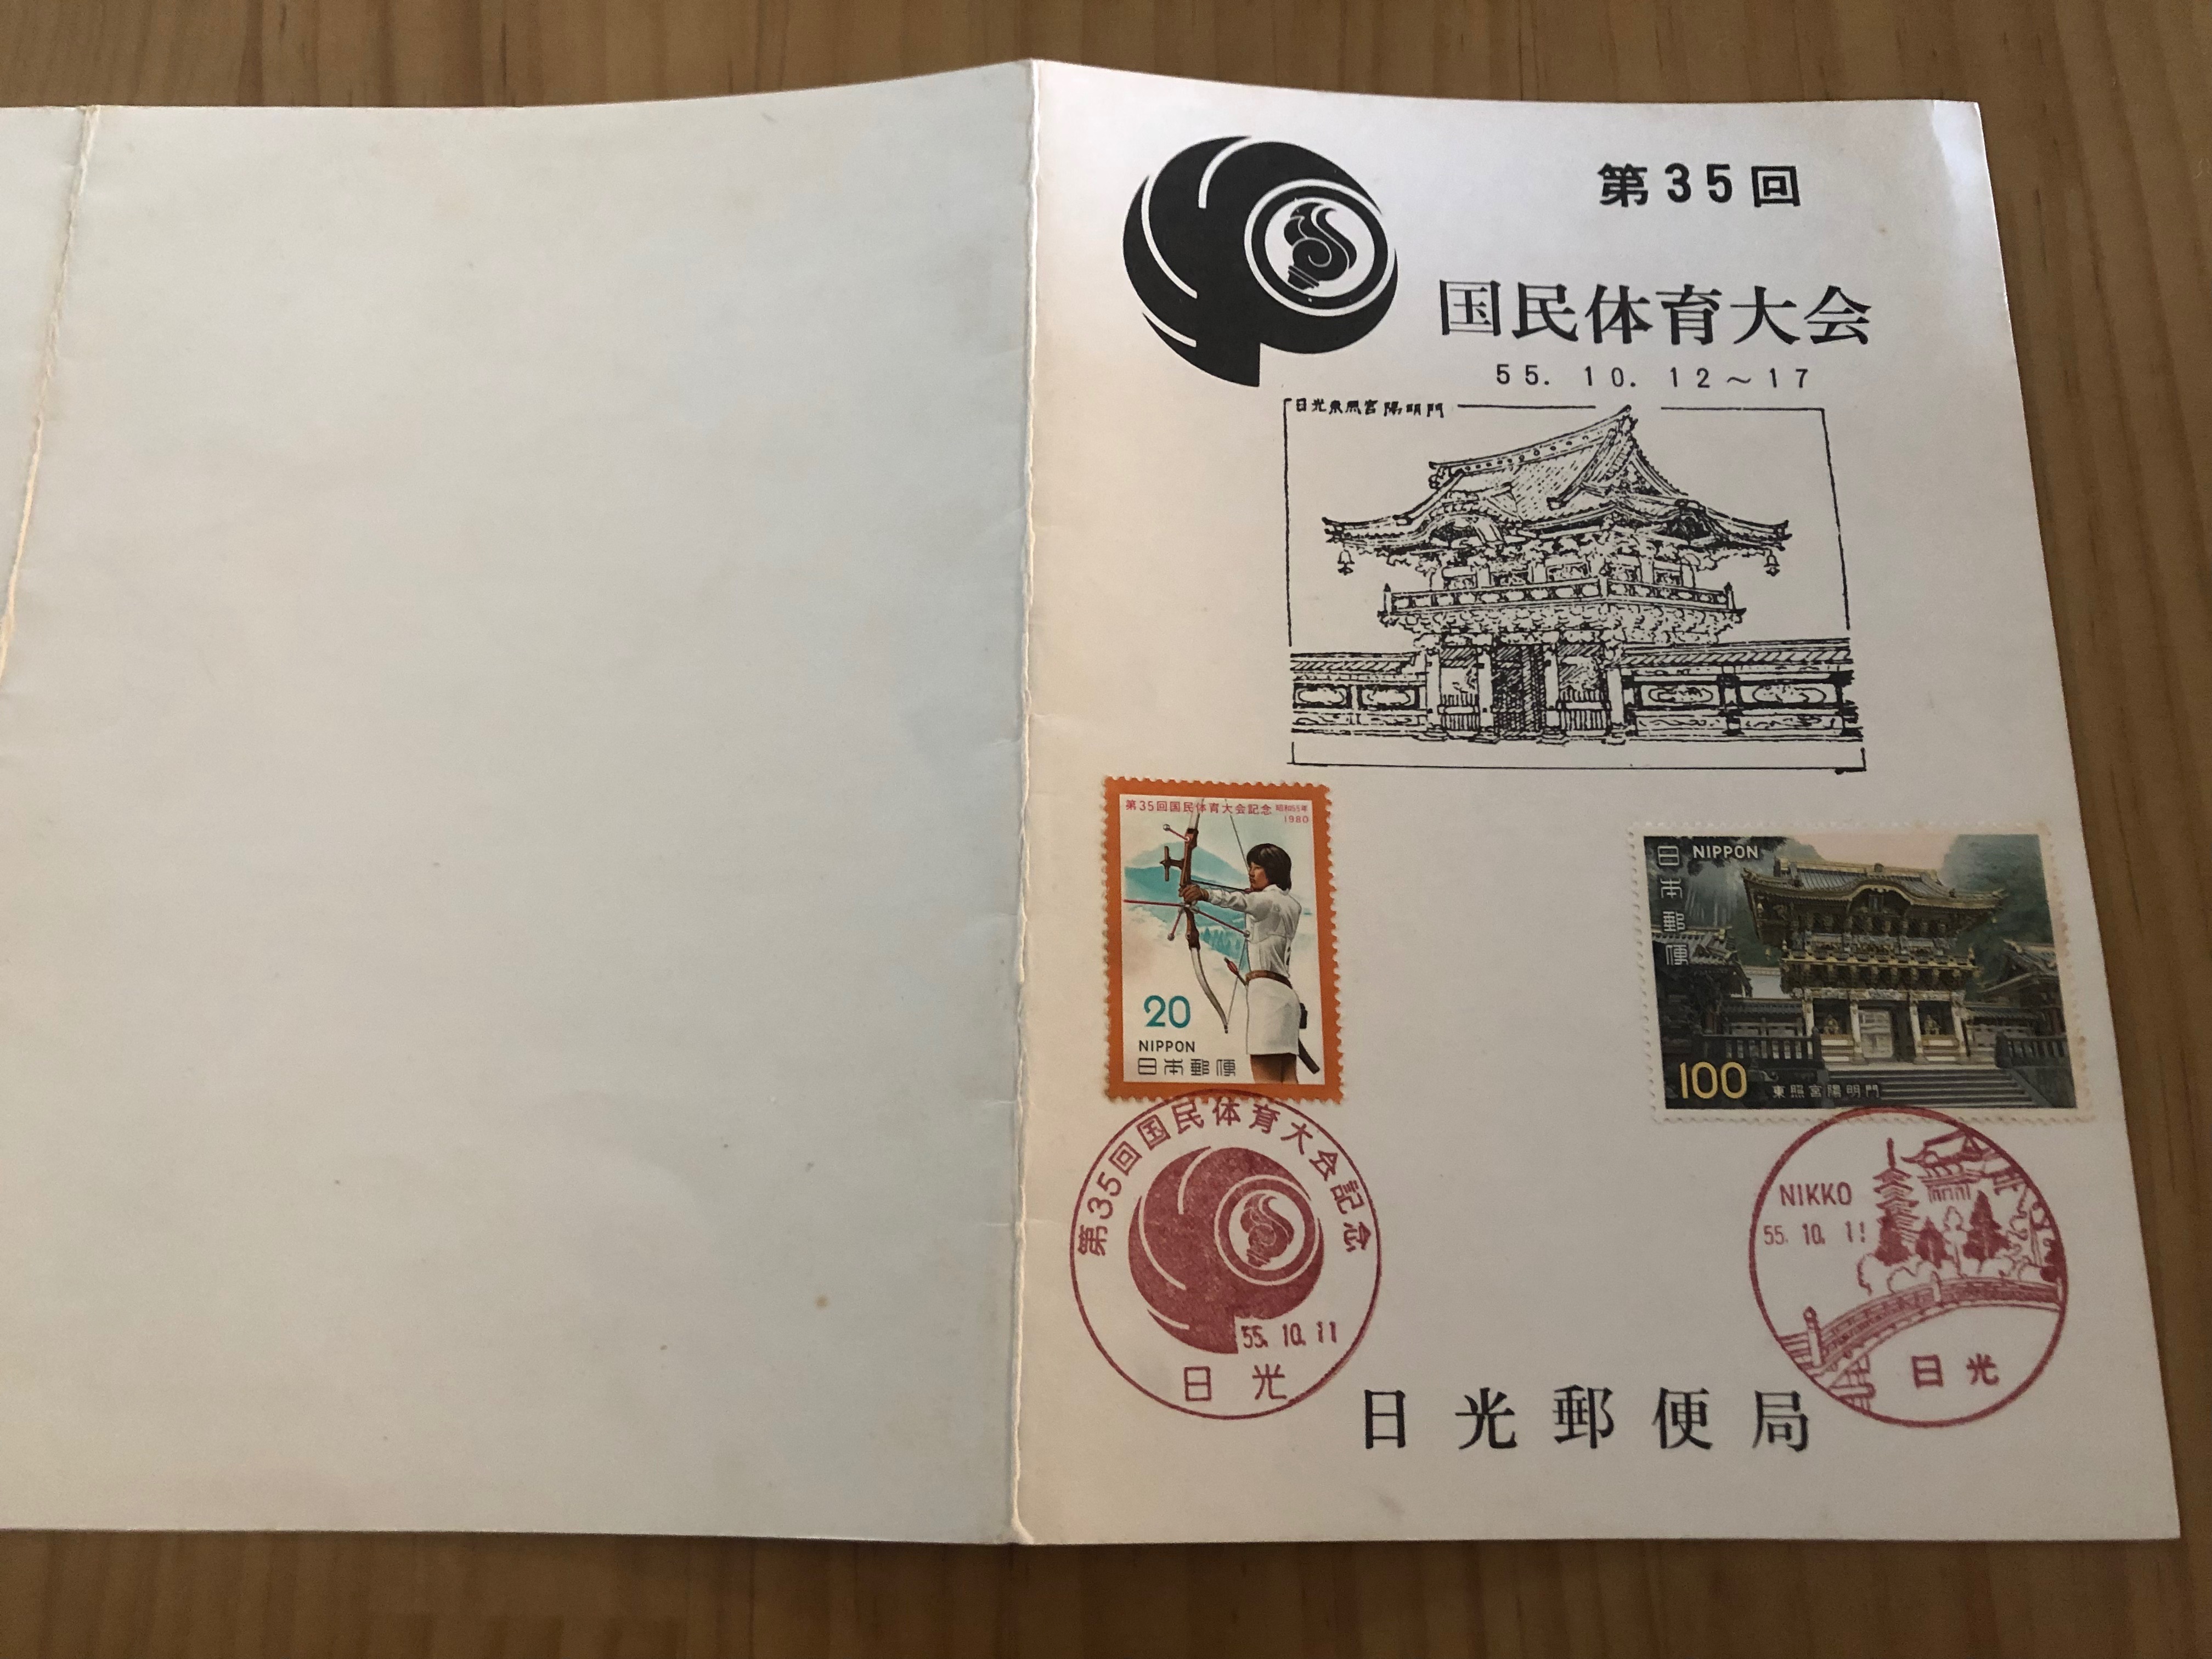 第35回
国民体育大会
55. 10. 12～17
日光東照宮陽明門
第35回国民体育大会記念 昭和55年
1980
20
NIPPON
日本郵便
日本郵便
NIPPON
100
東照宮陽明門
第35回国民体育大会記念
55. 10. 11
日光
NIKKO
55. 10. 11
日光
日光郵便局